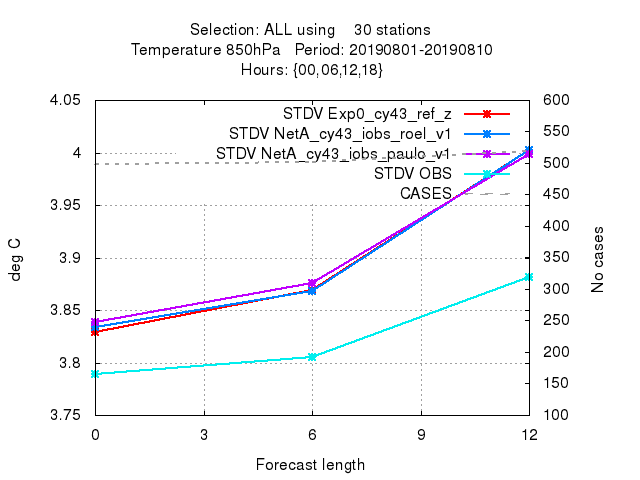 Selection: ALL using 30 stations
Temperature 850hPa Period: 20190801-20190810
Hours: {00,06,12,18}
4.05
4
3.95
3.9
3.85
3.8
3.75
deg C
STDV Exp0_cy43_ref_z
STDV NetA_cy43_iobs_roel_v1
STDV NetA_cy43_iobs_paulo_v1
STDV OBS
CASES
600
550
500
450
400
350
300
250
200
150
100
No cases
0 3 6 9 12
Forecast length